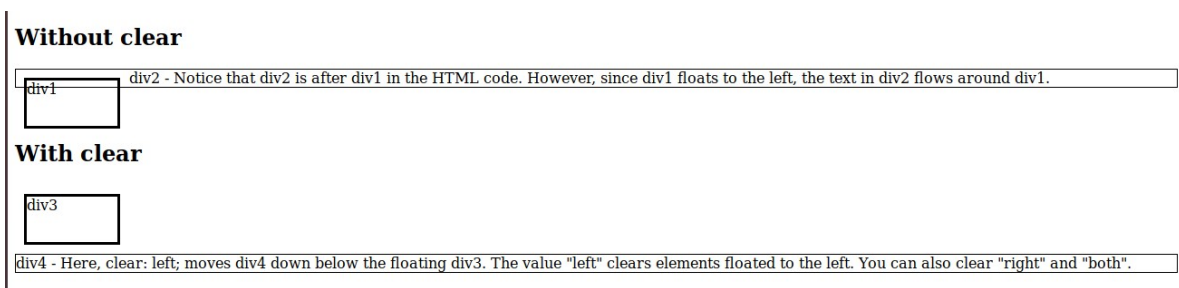 Without clear
div2 - Notice that div2 is after div1 in the HTML code. However, since div1 floats to the left, the text in div2 flows around div1.
div1
With clear
div3
div4 - Here, clear: left; moves div4 down below the floating div3. The value "left" clears elements floated to the left. You can also clear "right" and "both".